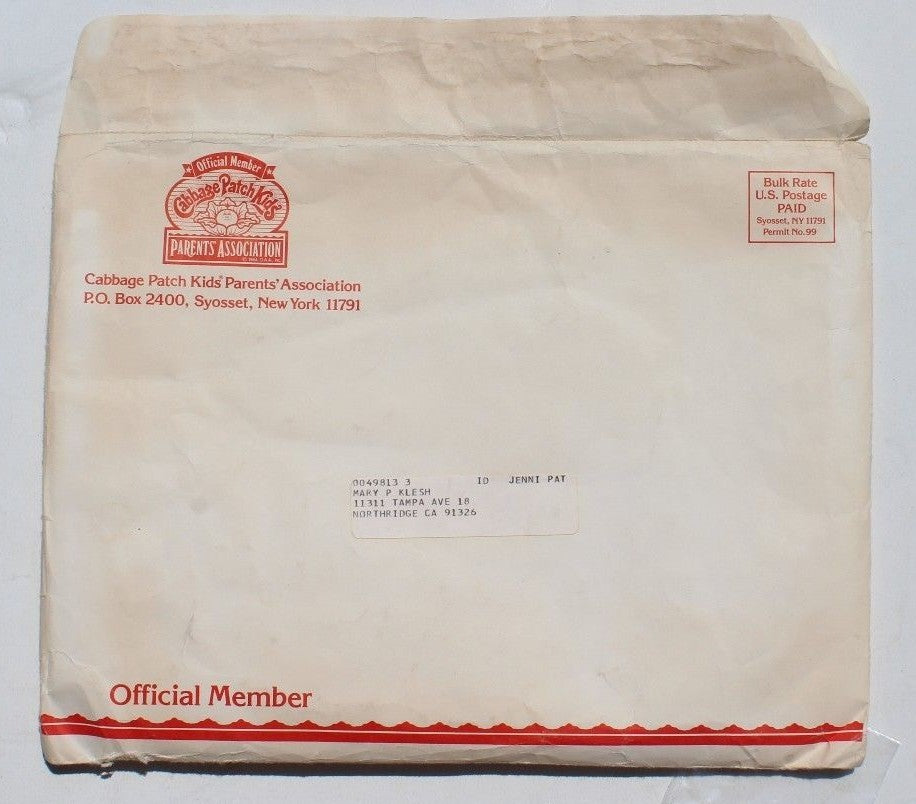 Official Member
Cabbage Patch Kids
PARENTS' ASSOCIATION
Cabbage Patch Kids® Parents' Association
P.O. Box 2400, Syosset, New York 11791
Bulk Rate
U.S. Postage
PAID
Syosset, NY 11791
Permit No. 99
0049813 3 ID JENNI PAT
MARY P KLESH
11311 TAMPA AVE 18
NORTHRIDGE CA 91326
Official Member